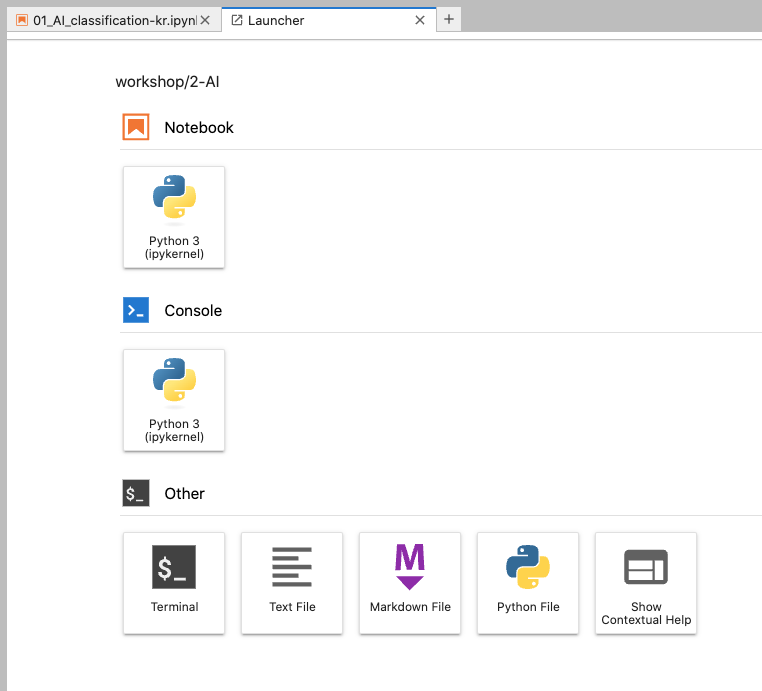 01_AI_classification-kr.ipyn
Launcher
workshop/2-AI
Notebook
Python 3
(ipykernel)
Console
Python 3
(ipykernel)
$_
Other
$_
Terminal
Text File
M
Markdown File
Python File
Show
Contextual Help